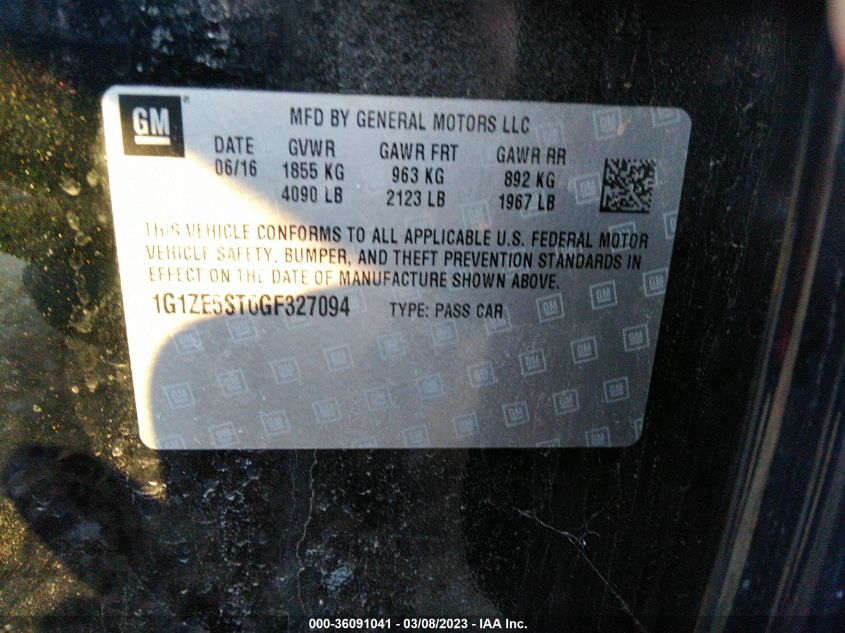 GM
®
MFD BY GENERAL MOTORS LLC
DATE GVWR GAWR FRT GAWR RR
06/16 1855 KG 963 KG 892 KG
4090 LB 2123 LB 1967 LB
THIS VEHICLE CONFORMS TO ALL APPLICABLE U.S. FEDERAL MOTOR
VEHICLE SAFETY, BUMPER, AND THEFT PREVENTION STANDARDS IN
EFFECT ON THE DATE OF MANUFACTURE SHOWN ABOVE.
1G1ZE5ST6GF327094 TYPE: PASS CAR
000-36091041 / 03/08/2023 - IAA Inc.